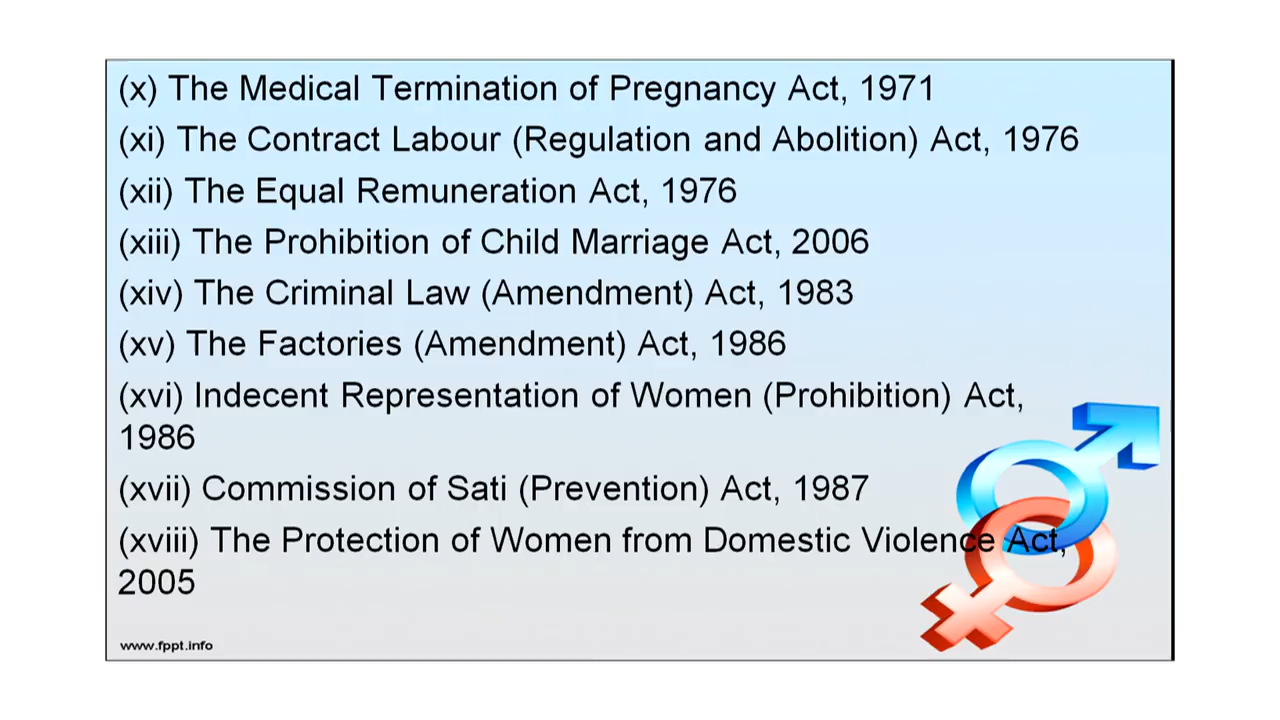 (x) The Medical Termination of Pregnancy Act, 1971
(xi) The Contract Labour (Regulation and Abolition) Act, 1976
(xii) The Equal Remuneration Act, 1976
(xiii) The Prohibition of Child Marriage Act, 2006
(xiv) The Criminal Law (Amendment) Act, 1983
(xv) The Factories (Amendment) Act, 1986
(xvi) Indecent Representation of Women (Prohibition) Act,
1986
(xvii) Commission of Sati (Prevention) Act, 1987
(xviii) The Protection of Women from Domestic Violence Act,
2005
www.fppt.info